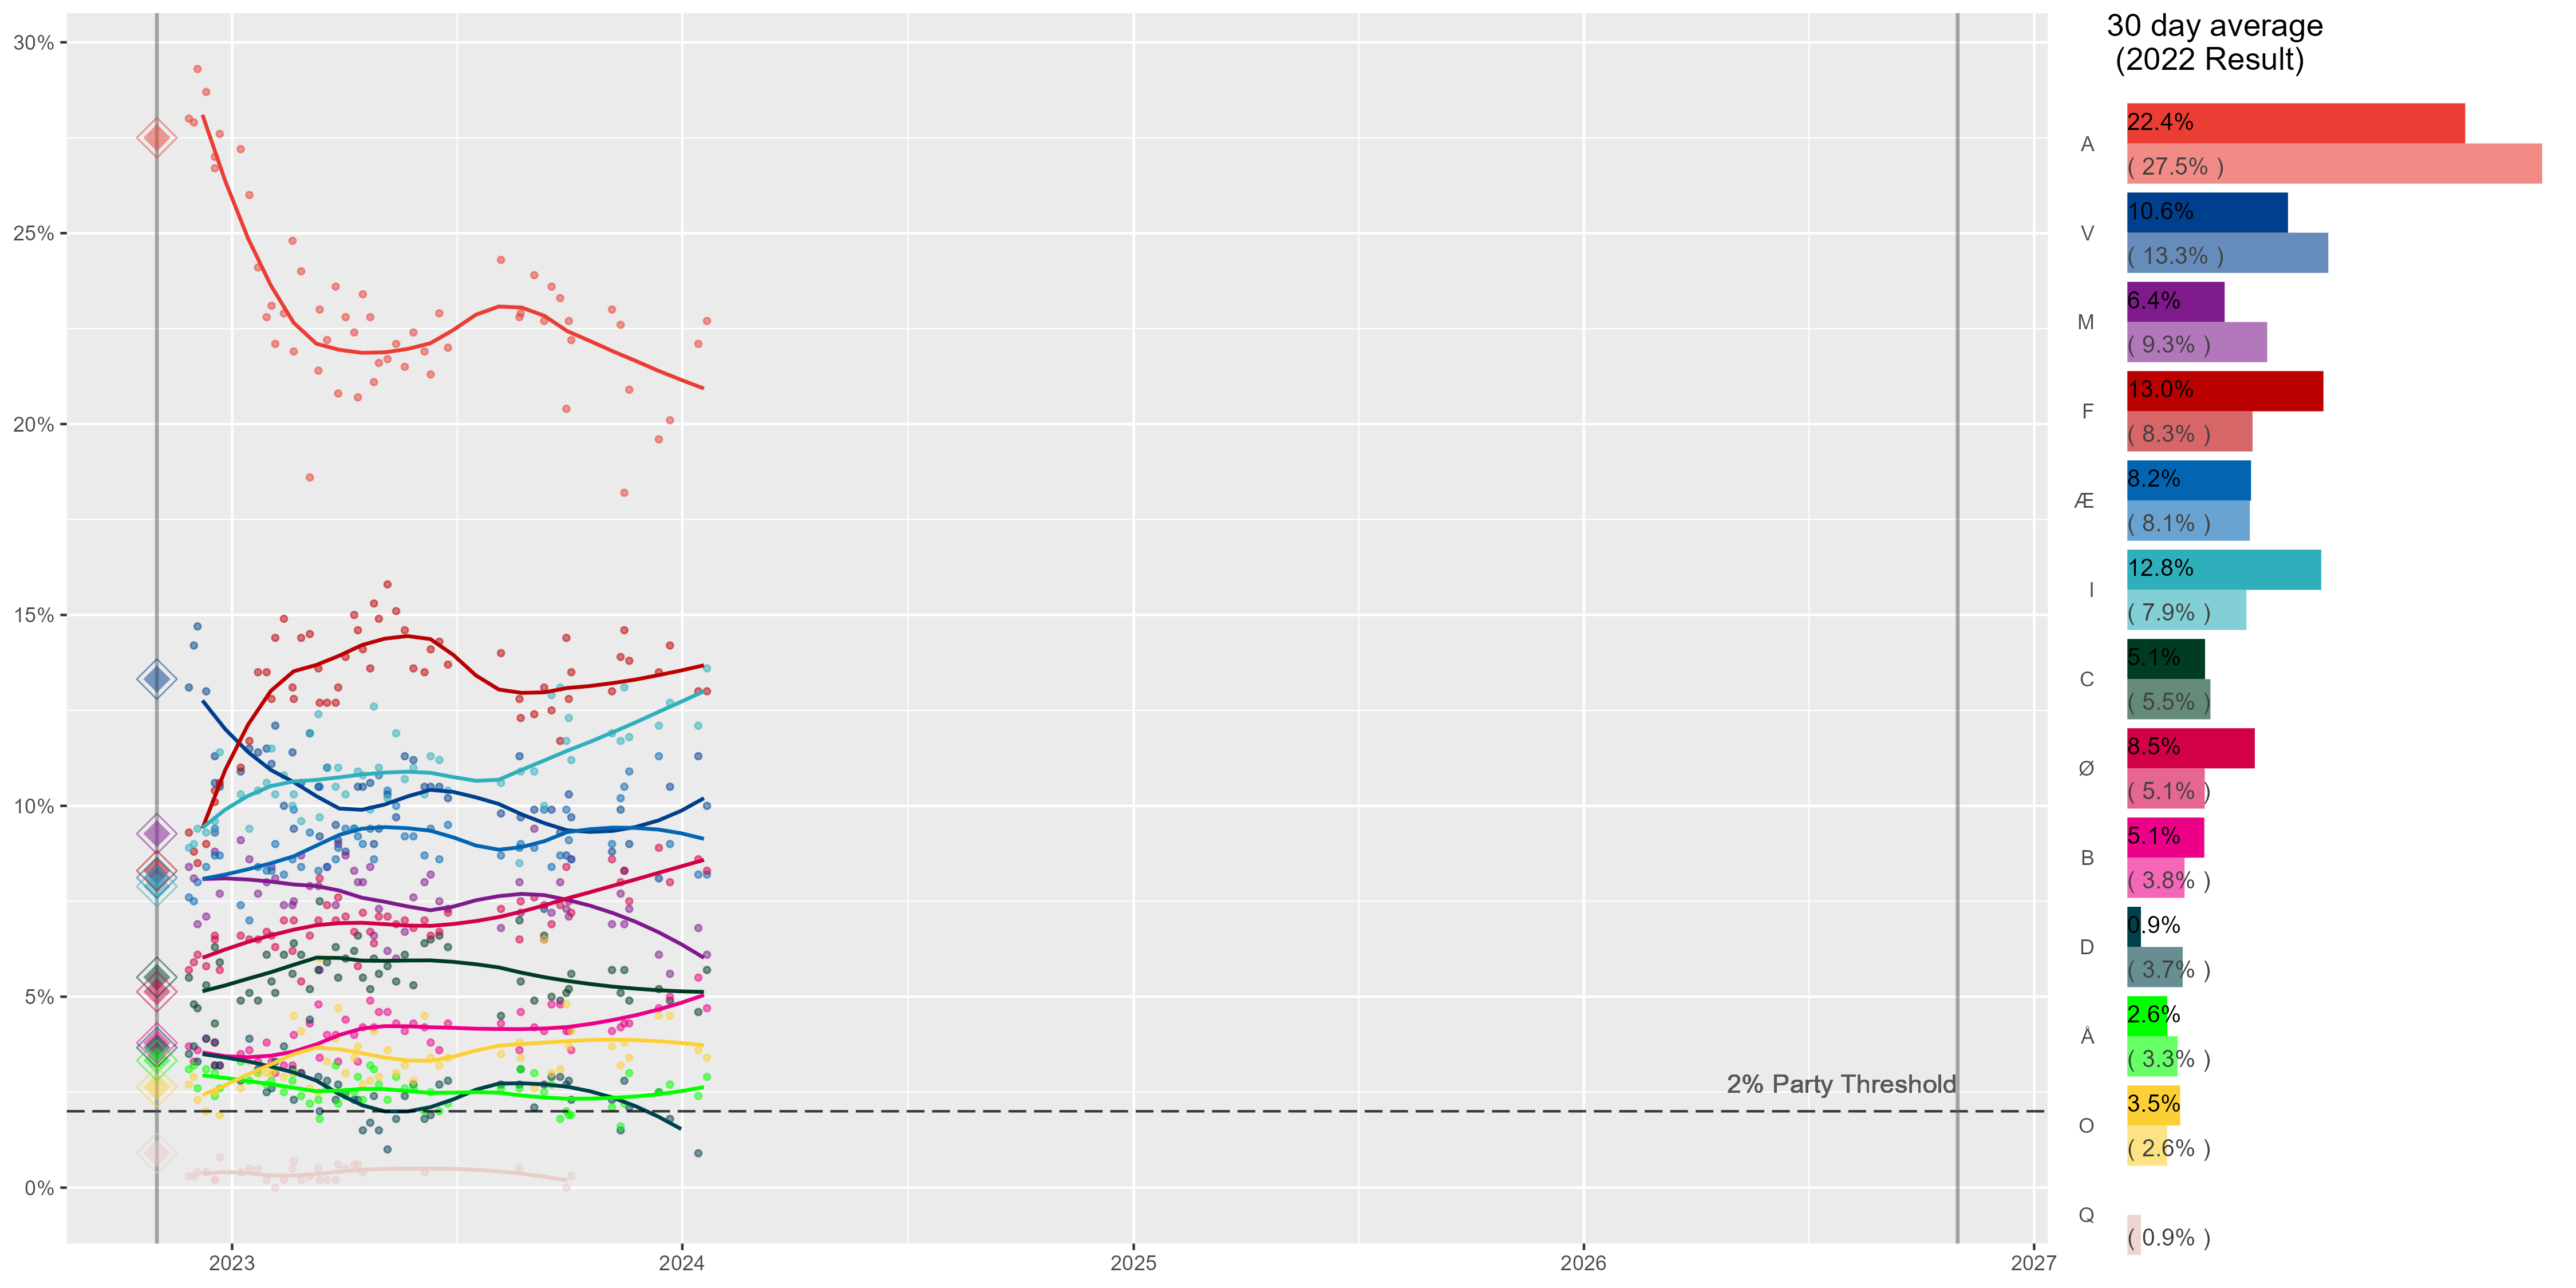 30%
25%
20%
15%
10%
5%
0%
2% Party Threshold
2023
2024
2025
2026
2027
30 day average
(2022 Result)
A
22.4%
( 27.5% )
V
10.6%
( 13.3% )
M
6.4%
( 9.3% )
F
13.0%
( 8.3% )
Æ
8.2%
( 8.1% )
I
12.8%
( 7.9% )
C
5.1%
( 5.5% )
Ø
8.5%
( 5.1% )
B
5.1%
( 3.8% )
D
0.9%
( 3.7% )
Å
2.6%
( 3.3% )
O
3.5%
( 2.6% )
Q
( 0.9% )